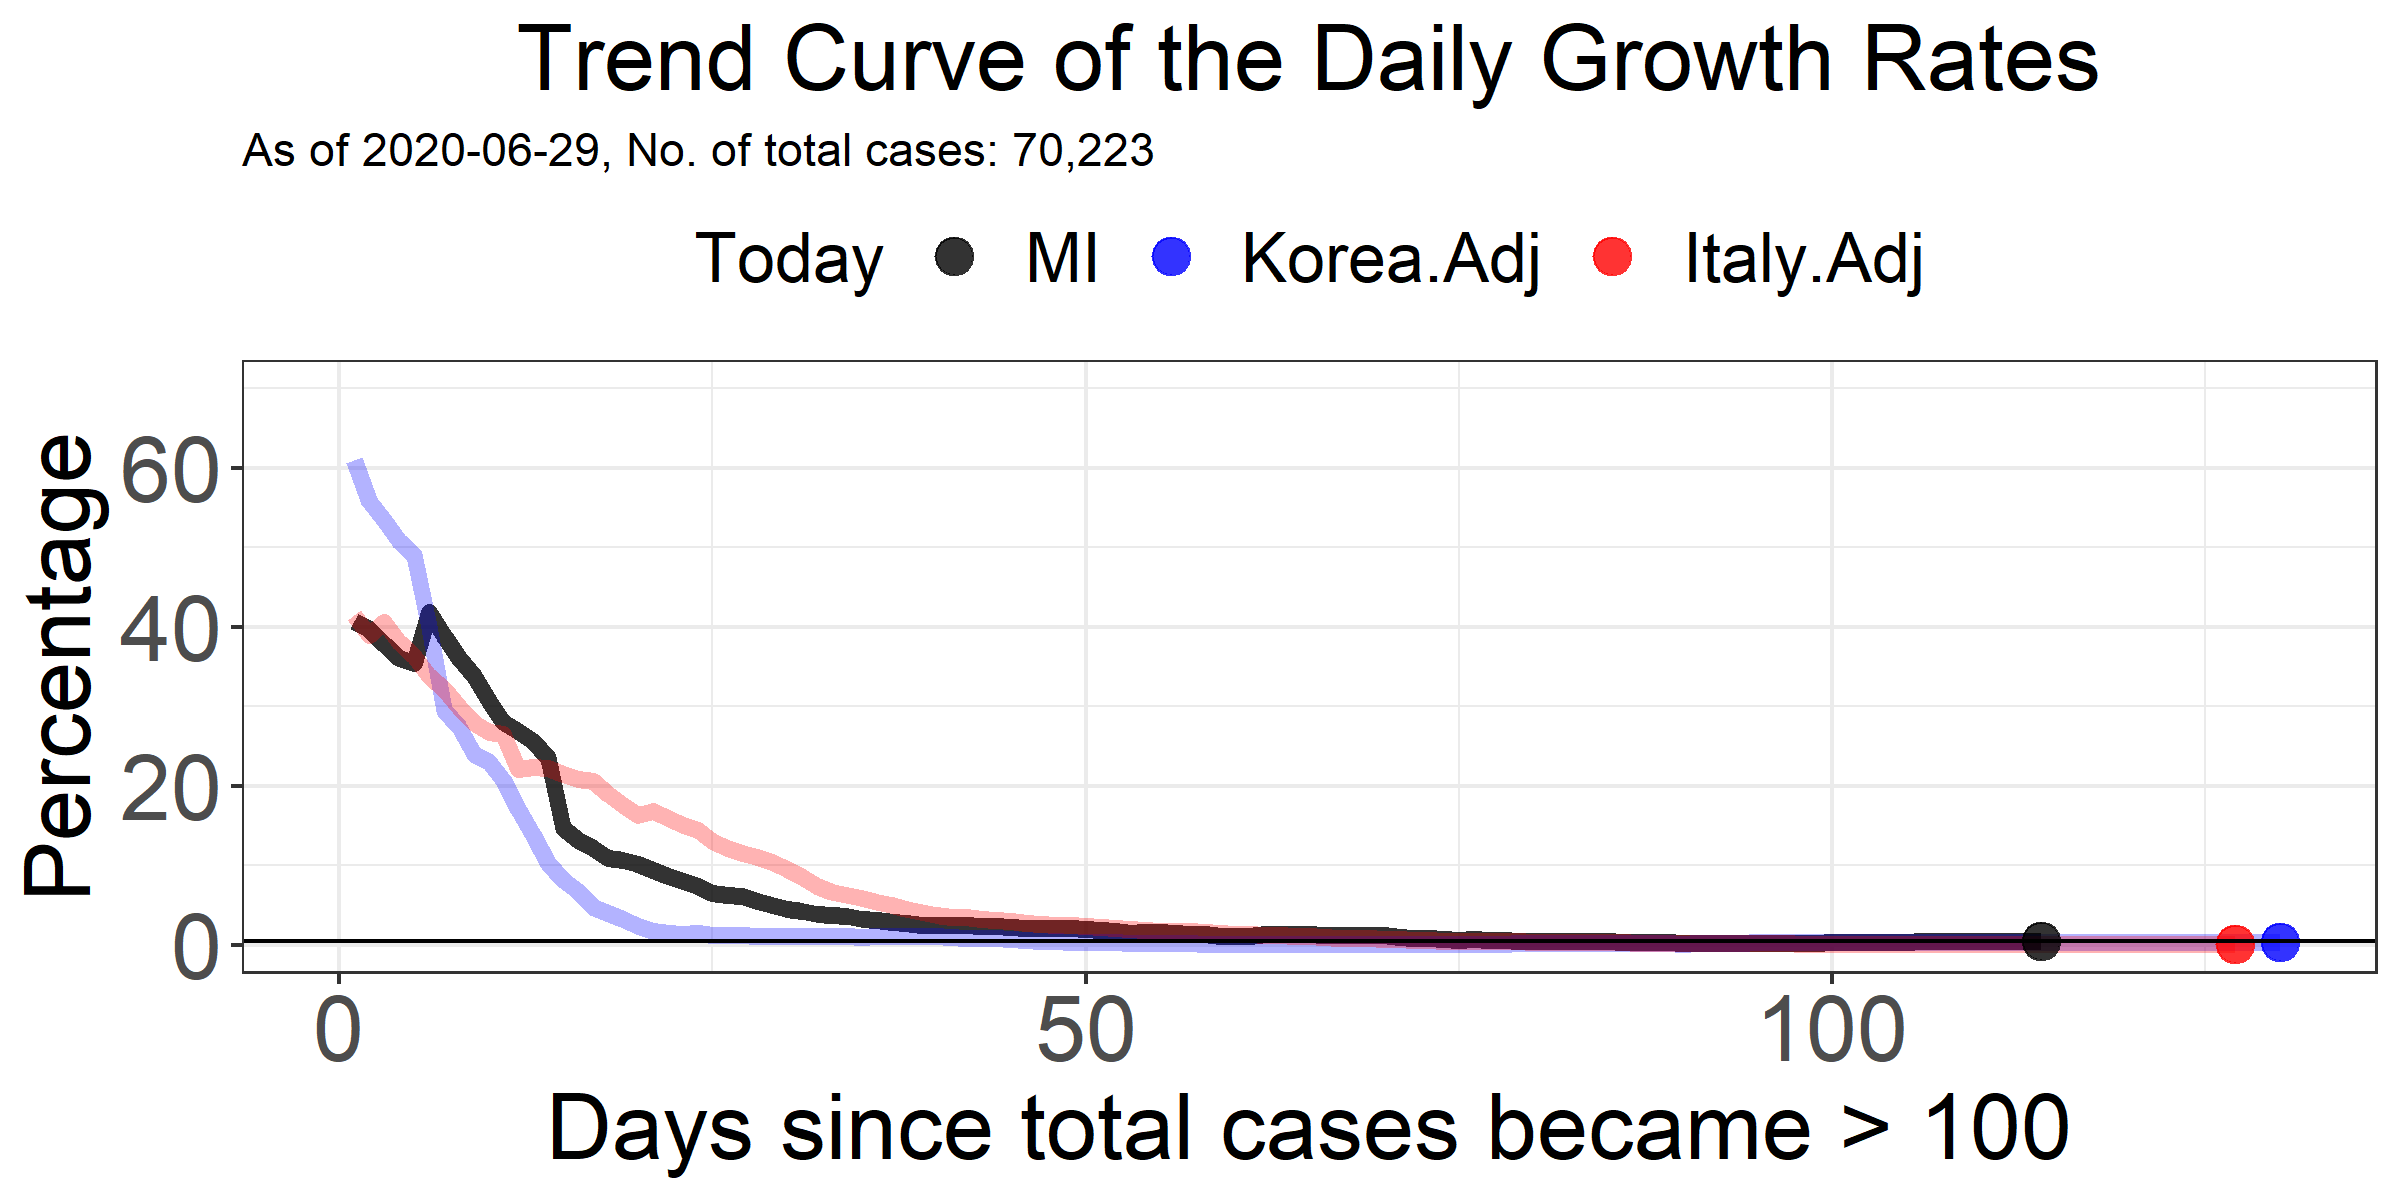 Trend Curve of the Daily Growth Rates
As of 2020-06-29, No. of total cases: 70,223
Today MI Korea.Adj Italy.Adj
Percentage
60
40
20
0
0 50 100
Days since total cases became > 100